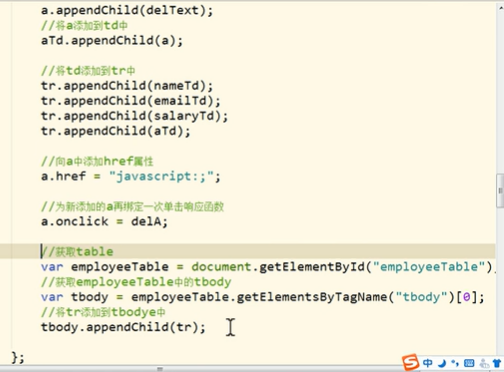 a.appendChild(delText);
//将a添加到td中
aTd.appendChild(a);
//将td添加到tr中
tr.appendChild(nameTd);
tr.appendChild(emailTd);
tr.appendChild(salaryTd);
tr.appendChild(aTd);
//向a中添加href属性
a.href = "javascript:;";
//为新添加的a再绑定一次单击响应函数
a.onclick = delA;
//获取table
var employeeTable = document.getElementById("employeeTable")
//获取employeeTable中的tbody
var tbody = employeeTable.getElementsByTagName("tbody")[0];
//将tr添加到tbodye中
tbody.appendChild(tr);
};
中